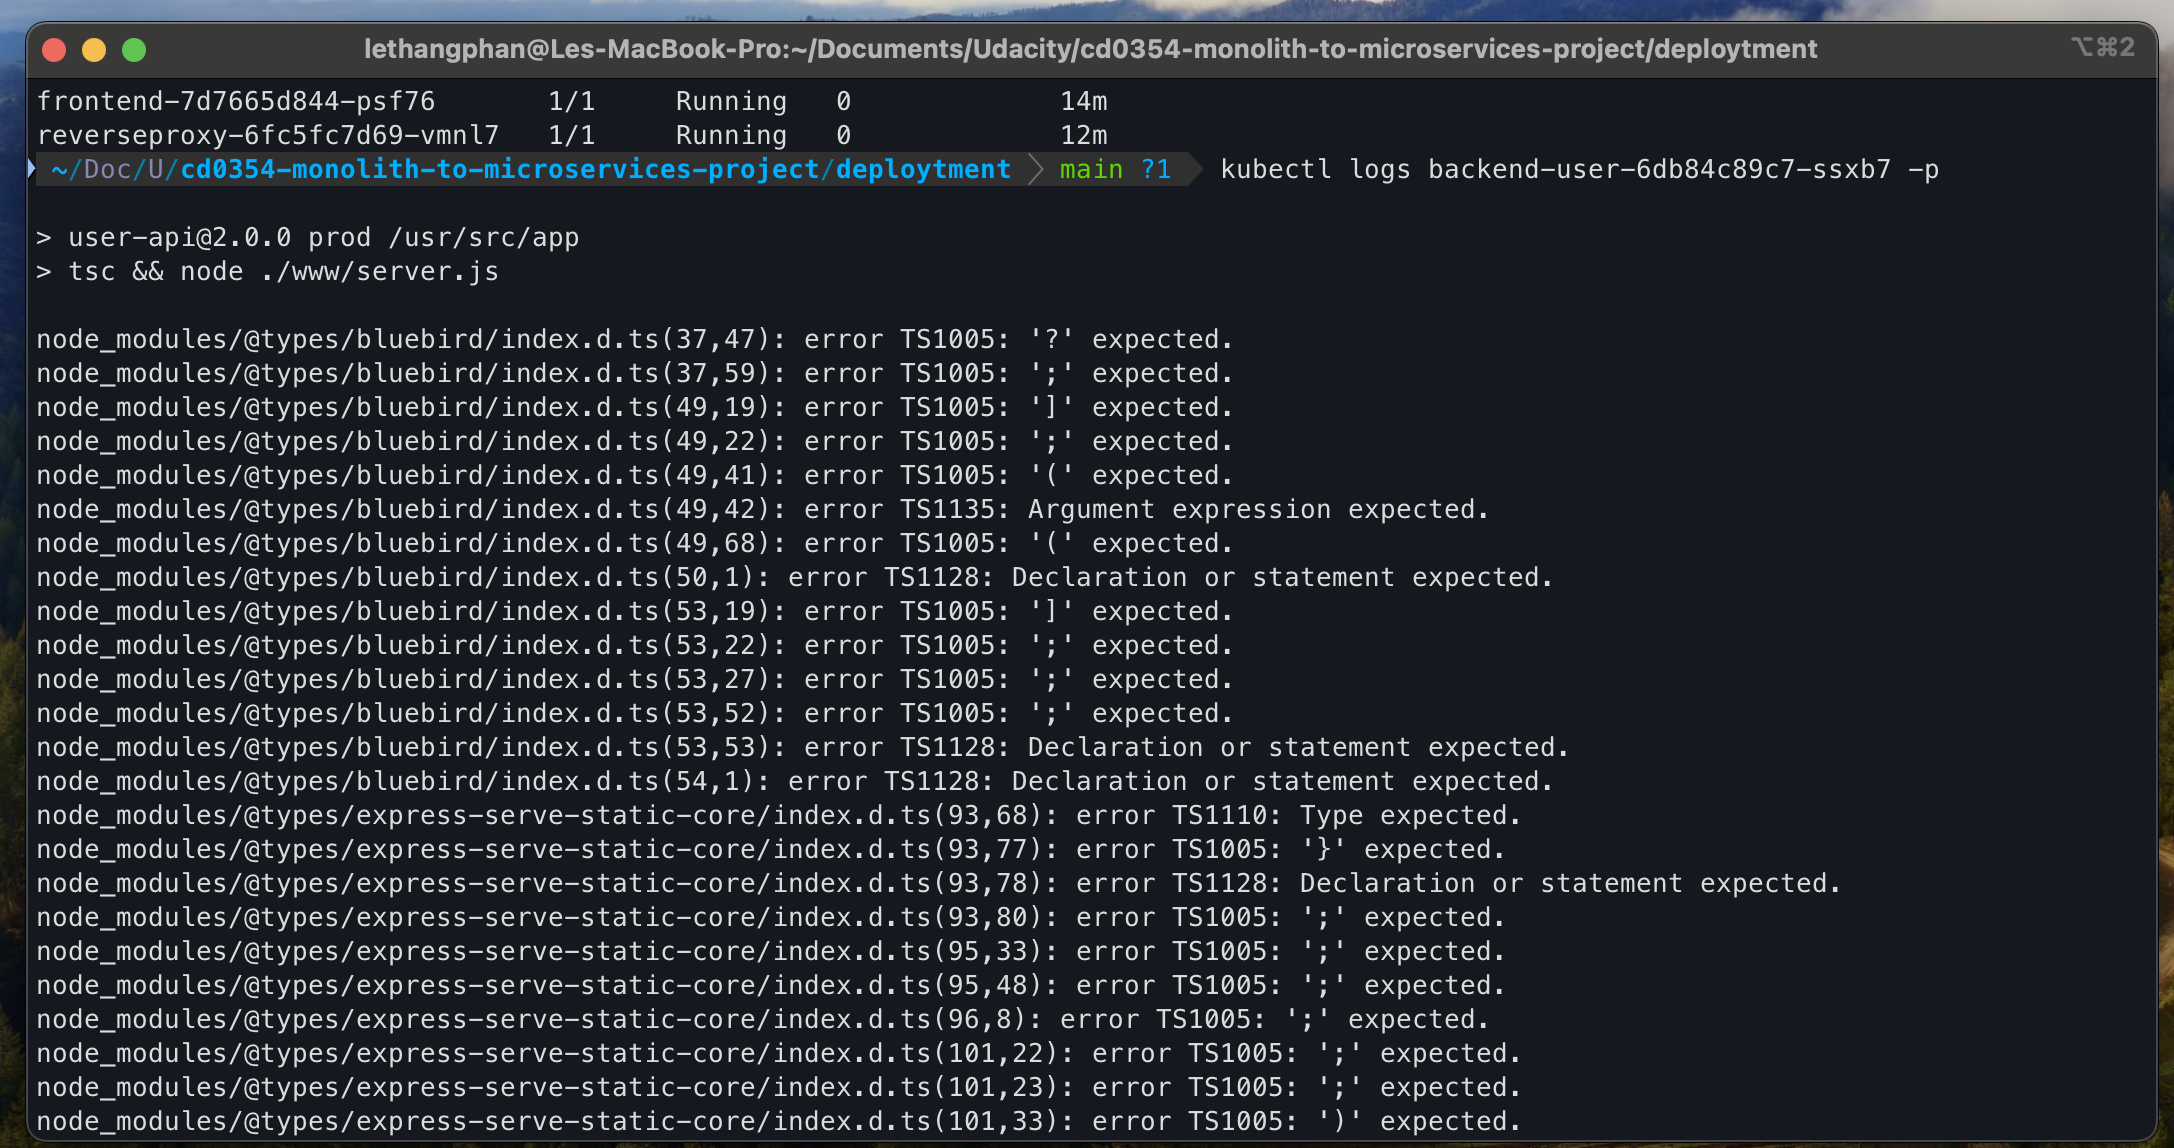 lethangphan@Les-MacBook-Pro:~/Documents/Udacity/cd0354-monolith-to-microservices-project/deploytment ⌥⌘2
frontend-7d7665d844-psf76 1/1 Running 0 14m
reverseproxy-6fc5fc7d69-vmnl7 1/1 Running 0 12m
~/Doc/U/cd0354-monolith-to-microservices-project/deploytment main ?1 kubectl logs backend-user-6db84c89c7-ssxb7 -p
> user-api@2.0.0 prod /usr/src/app
> tsc && node ./www/server.js
node_modules/@types/bluebird/index.d.ts(37,47): error TS1005: '?' expected.
node_modules/@types/bluebird/index.d.ts(37,59): error TS1005: ';' expected.
node_modules/@types/bluebird/index.d.ts(49,19): error TS1005: ']' expected.
node_modules/@types/bluebird/index.d.ts(49,22): error TS1005: ';' expected.
node_modules/@types/bluebird/index.d.ts(49,41): error TS1005: '(' expected.
node_modules/@types/bluebird/index.d.ts(49,42): error TS1135: Argument expression expected.
node_modules/@types/bluebird/index.d.ts(49,68): error TS1005: '(' expected.
node_modules/@types/bluebird/index.d.ts(50,1): error TS1128: Declaration or statement expected.
node_modules/@types/bluebird/index.d.ts(53,19): error TS1005: ']' expected.
node_modules/@types/bluebird/index.d.ts(53,22): error TS1005: ';' expected.
node_modules/@types/bluebird/index.d.ts(53,27): error TS1005: ';' expected.
node_modules/@types/bluebird/index.d.ts(53,52): error TS1005: ';' expected.
node_modules/@types/bluebird/index.d.ts(53,53): error TS1128: Declaration or statement expected.
node_modules/@types/bluebird/index.d.ts(54,1): error TS1128: Declaration or statement expected.
node_modules/@types/express-serve-static-core/index.d.ts(93,68): error TS1110: Type expected.
node_modules/@types/express-serve-static-core/index.d.ts(93,77): error TS1005: '}' expected.
node_modules/@types/express-serve-static-core/index.d.ts(93,78): error TS1128: Declaration or statement expected.
node_modules/@types/express-serve-static-core/index.d.ts(93,80): error TS1005: ';' expected.
node_modules/@types/express-serve-static-core/index.d.ts(95,33): error TS1005: ';' expected.
node_modules/@types/express-serve-static-core/index.d.ts(95,48): error TS1005: ';' expected.
node_modules/@types/express-serve-static-core/index.d.ts(96,8): error TS1005: ';' expected.
node_modules/@types/express-serve-static-core/index.d.ts(101,22): error TS1005: ';' expected.
node_modules/@types/express-serve-static-core/index.d.ts(101,23): error TS1005: ';' expected.
node_modules/@types/express-serve-static-core/index.d.ts(101,33): error TS1005: ')' expected.